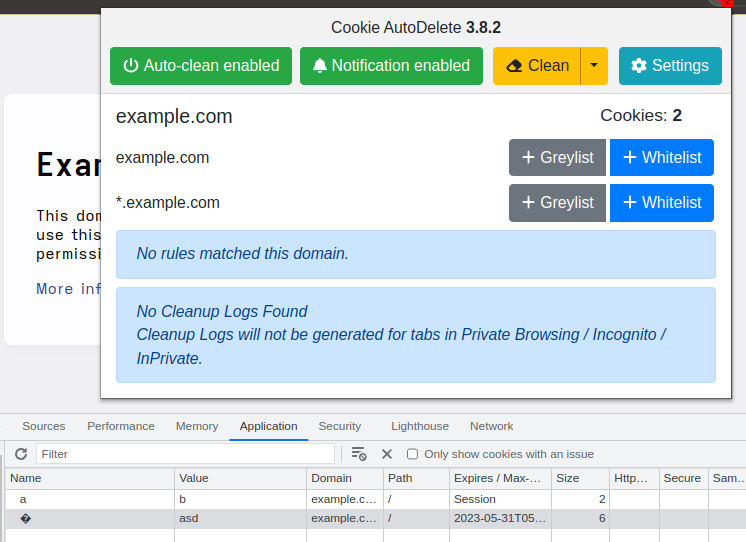 Cookie AutoDelete 3.8.2
Auto-clean enabled Notification enabled Clean Settings
example.com Cookies: 2
example.com + Greylist + Whitelist
*.example.com + Greylist + Whitelist
No rules matched this domain.
No Cleanup Logs Found
Cleanup Logs will not be generated for tabs in Private Browsing / Incognito /
InPrivate.
Exar
This don
use this
permissi
More inf
Sources Performance Memory Application Security Lighthouse Network
Filter Only show cookies with an issue
Name Value Domain Path Expires / Max-... Size Http... Secure Sam...
a b example.c... / Session 2
� asd example.c... / 2023-05-31T05... 6